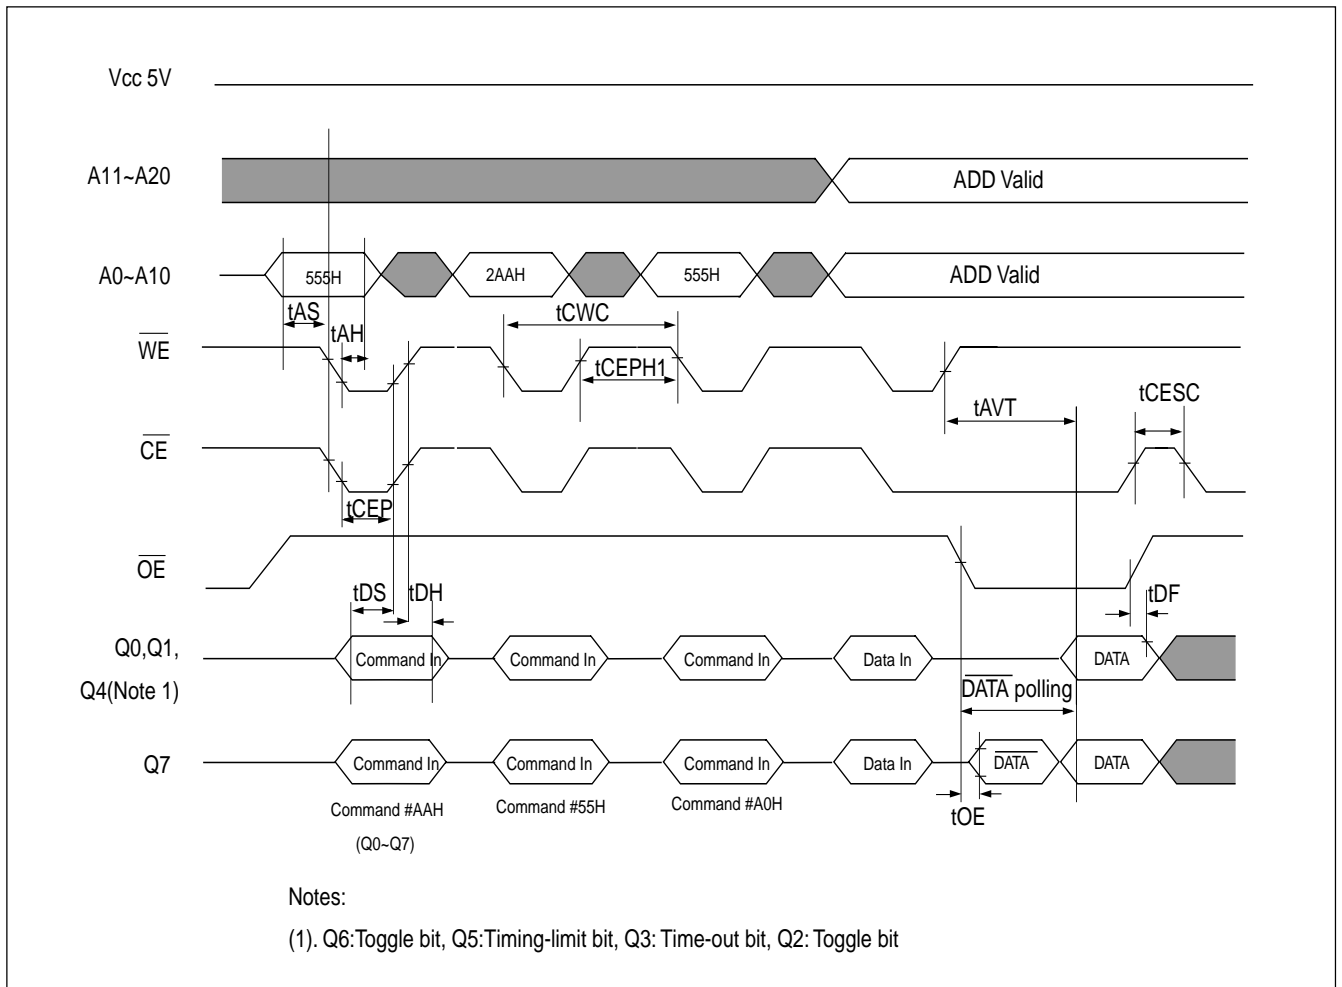 Vcc 5V
A11~A20
ADD Valid
A0~A10
555H
2AAH
555H
ADD Valid
tAS
tAH
tCWC
WE
tCEPH1
tAVT
tCESC
CE
tCEP
OE
tDS
tDH
tDF
Q0,Q1,
Q4(Note 1)
Command In
Command In
Command In
Data In
DATA
DATA polling
Q7
Command In
Command In
Command In
Data In
DATA
DATA
Command #AAH
(Q0~Q7)
Command #55H
Command #A0H
tOE
Notes:
(1). Q6:Toggle bit, Q5:Timing-limit bit, Q3: Time-out bit, Q2: Toggle bit